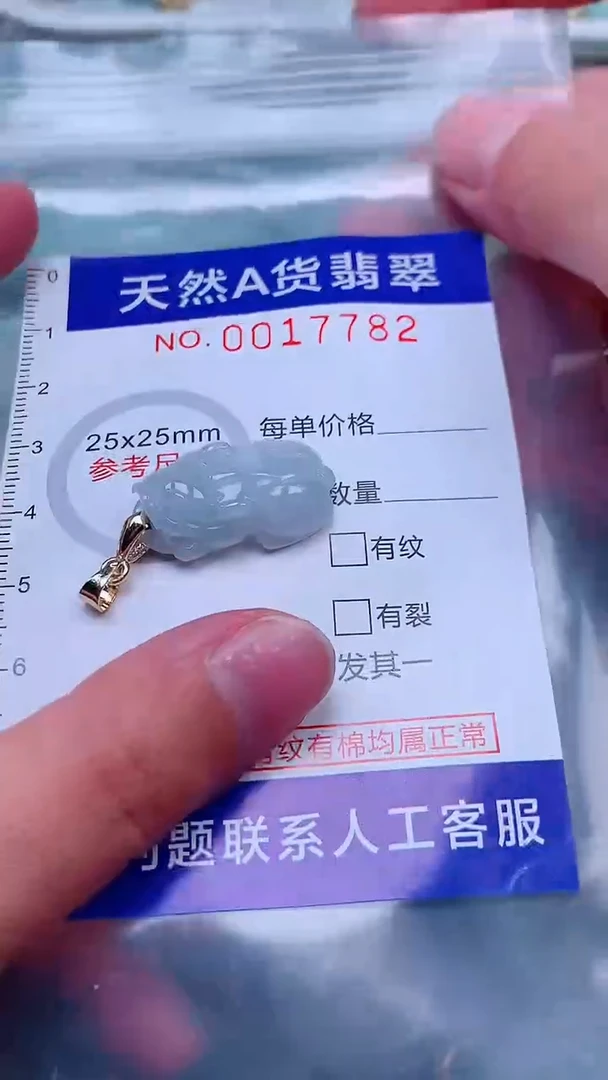 天然A货翡翠
NO. 0017782
0
1
2
3
4
5
6
25x25mm
参考尺
每单价格
数量
有纹
有裂
发其一
纹有棉均属正常
题联系人工客服